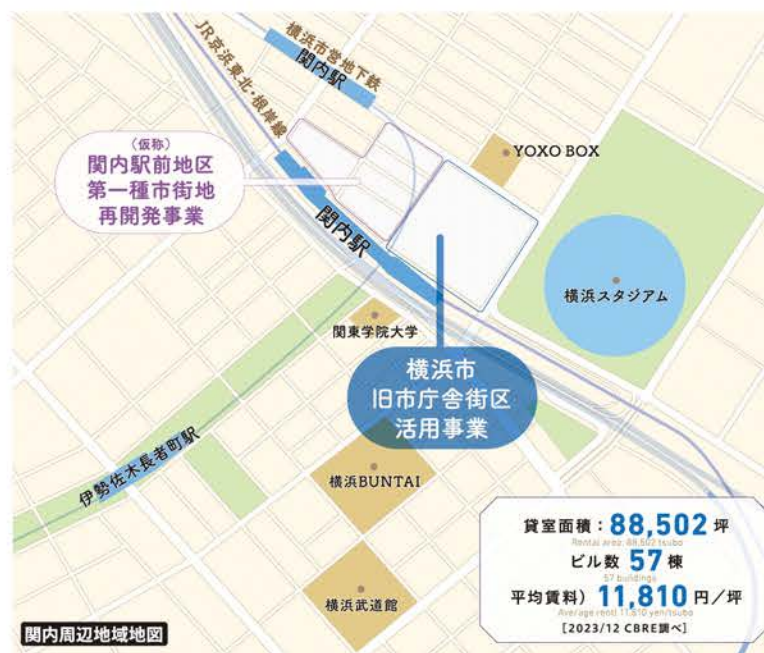 横浜市営地下鉄
関内駅
JR京浜東北・根岸線
(仮称)
関内駅前地区
第一種市街地
再開発事業
YOXO BOX
関内駅
横浜スタジアム
関東学院大学
横浜市
旧市庁舎街区
活用事業
伊勢佐木長者町駅
横浜BUNTAI
横浜武道館
貸室面積:88,502坪
Rental area: 88,502 tsubo
ビル数 57 棟
57 buildings
平均賃料) 11,810 円/坪
Average rent) 11,810 yen/tsubo
[2023/12 CBRE調べ]
関内周辺地域地図